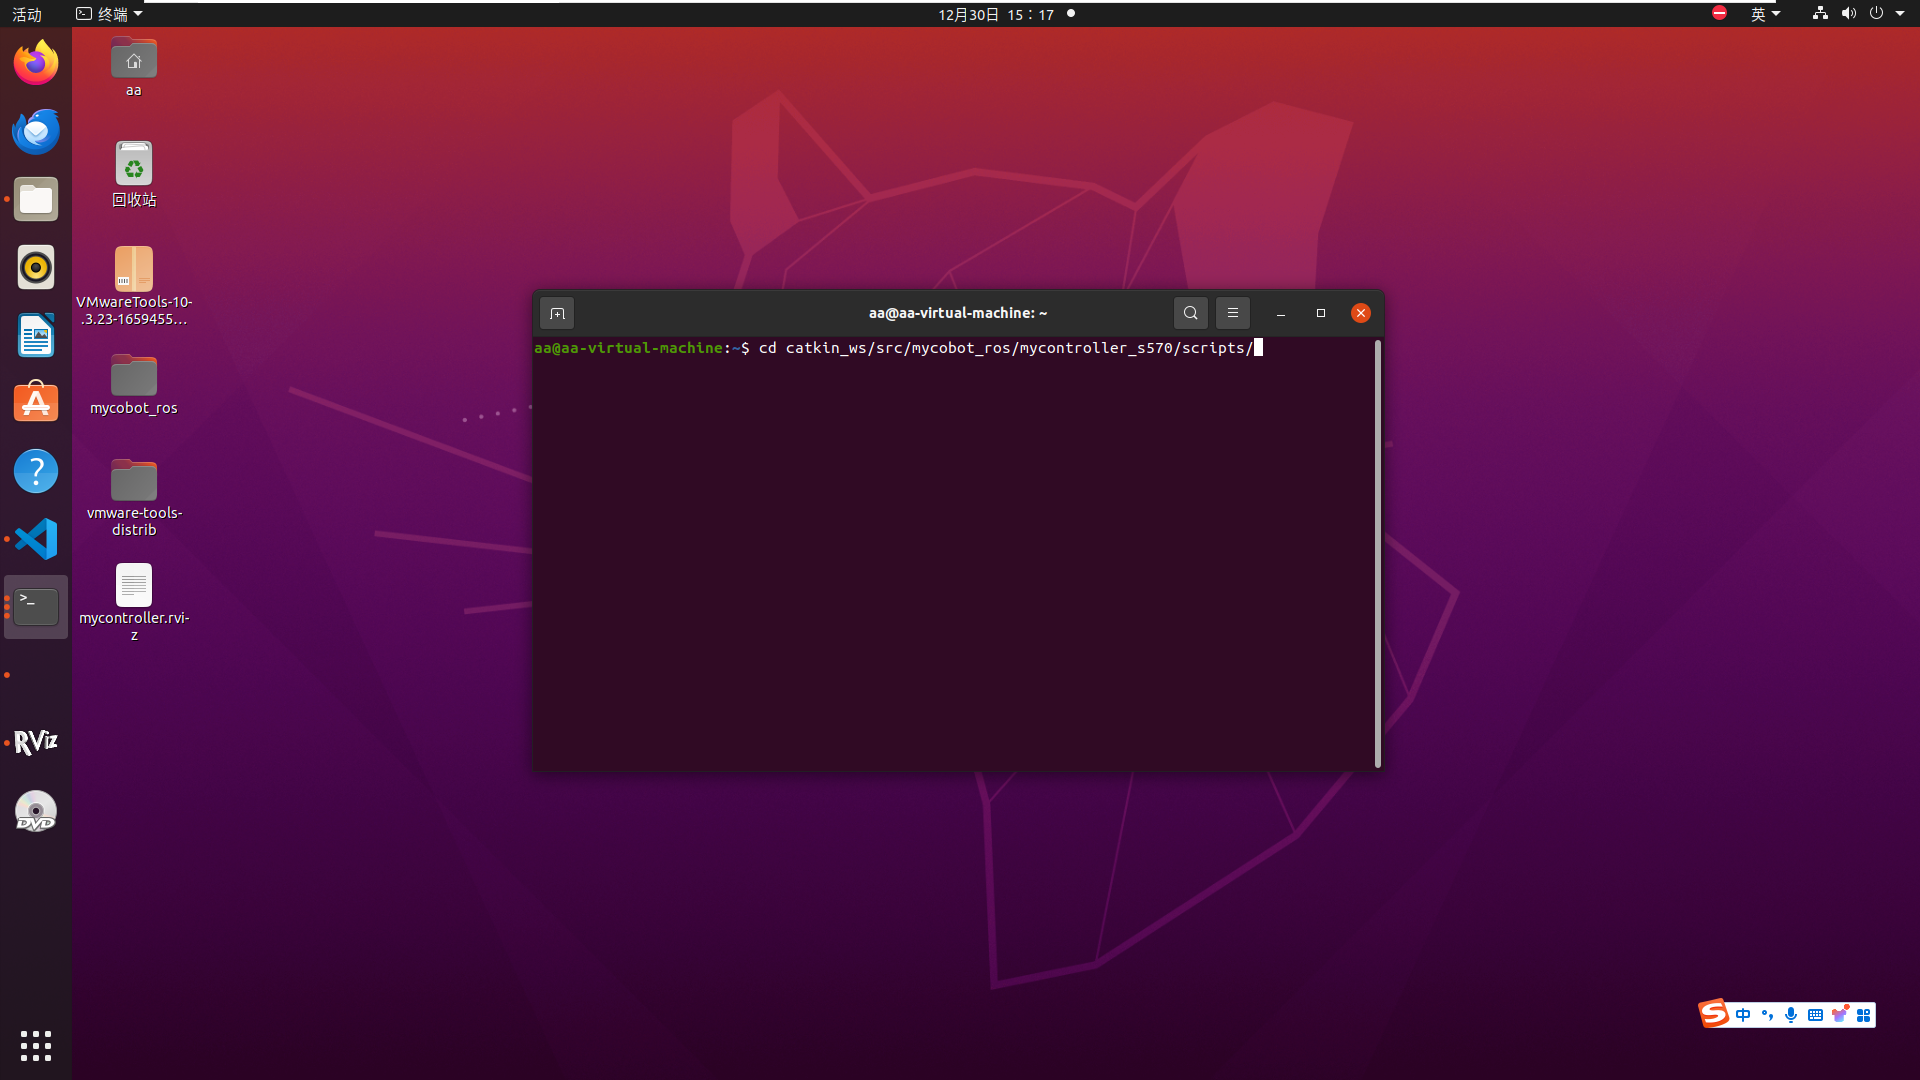 活动
终端
12月30日 15：17
英
aa
回收站
VMwareTools-10-
.3.23-1659455...
mycobot_ros
vmware-tools-
distrib
mycontroller.rvi-
z
aa@aa-virtual-machine: ~
aa@aa-virtual-machine:~$ cd catkin_ws/src/mycobot_ros/mycontroller_s570/scripts/
>_
RViz
DVD
中